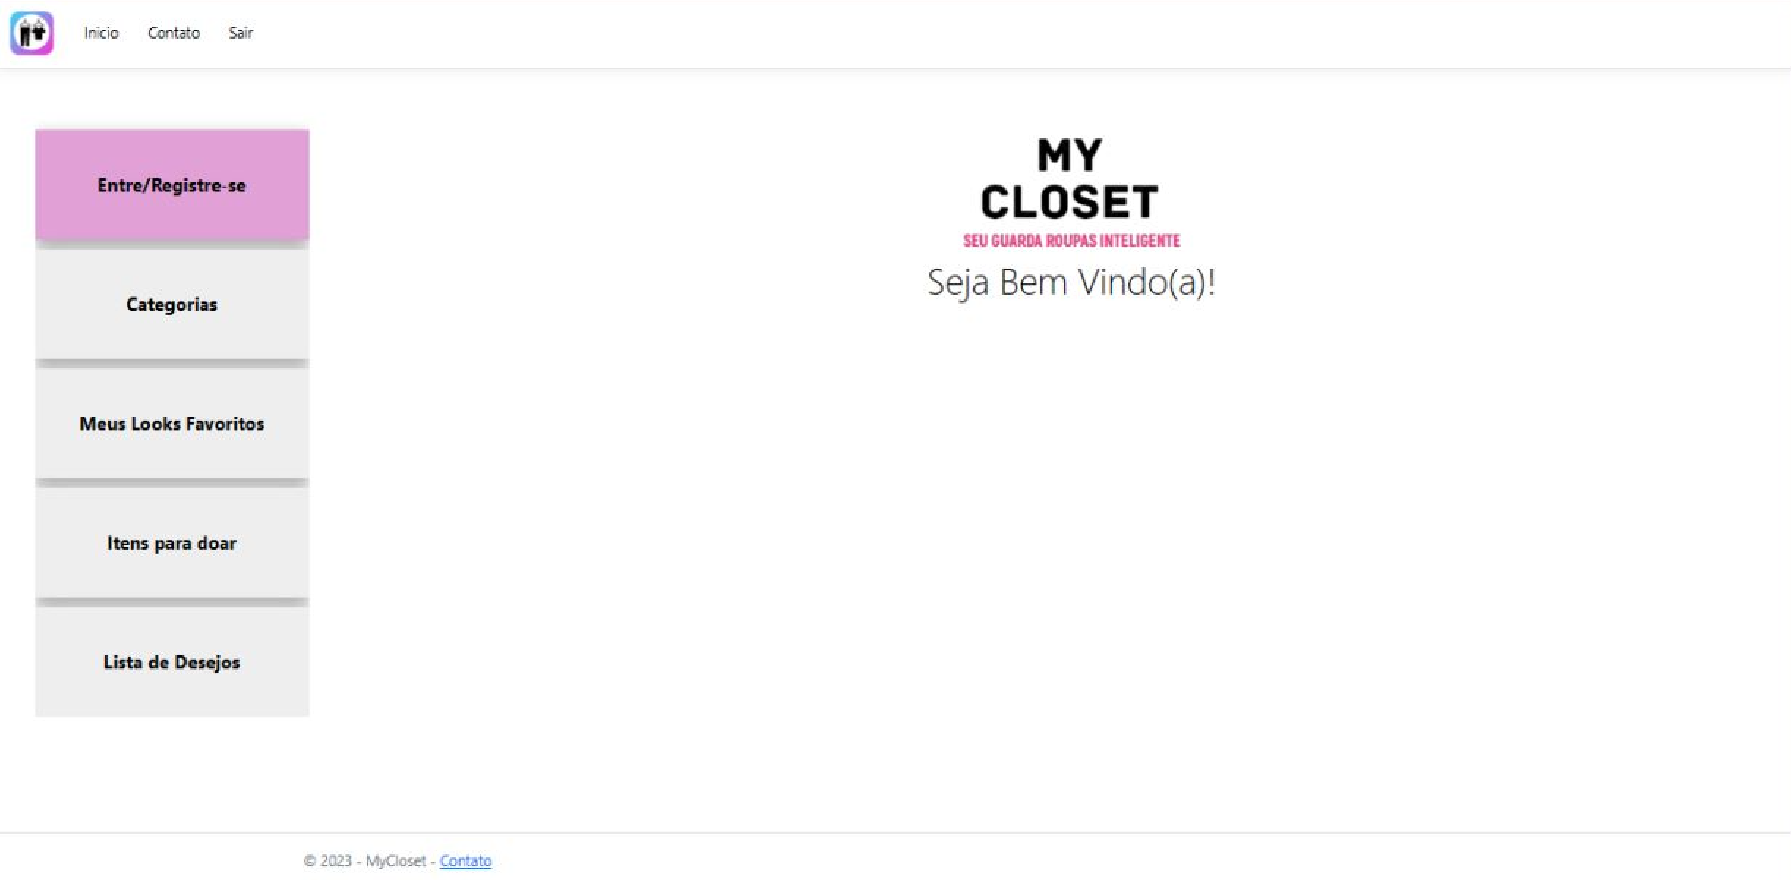 Inicio Contato Sair
Entre/Registre-se
Categorias
Meus Looks Favoritos
Itens para doar
Lista de Desejos
MY
CLOSET
SEU GUARDA ROUPAS INTELIGENTE
Seja Bem Vindo(a)!
© 2023 - MyCloset - Contato